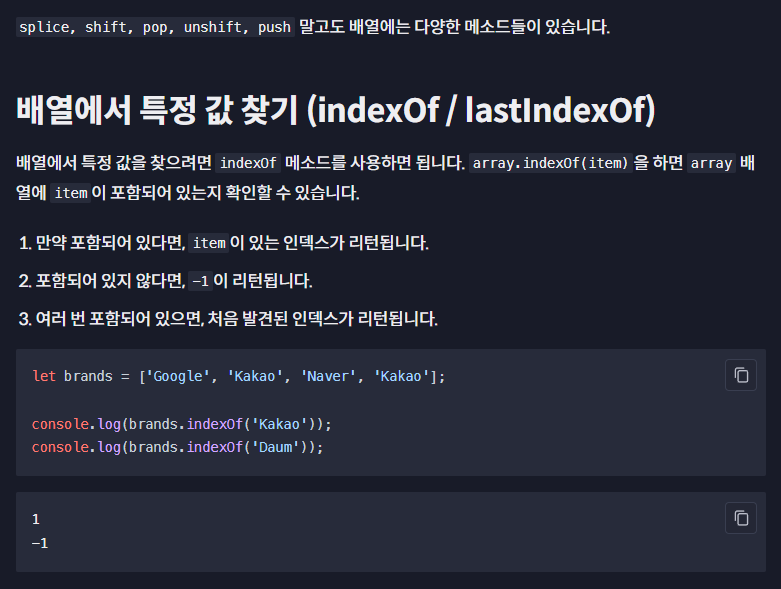 splice, shift, pop, unshift, push 말고도 배열에는 다양한 메소드들이 있습니다.
배열에서 특정 값 찾기 (indexOf / lastIndexOf)
배열에서 특정 값을 찾으려면 indexOf 메소드를 사용하면 됩니다. array.indexOf(item)을 하면 array 배
열에 item이 포함되어 있는지 확인할 수 있습니다.
1. 만약 포함되어 있다면, item이 있는 인덱스가 리턴됩니다.
2. 포함되어 있지 않다면, -1이 리턴됩니다.
3. 여러 번 포함되어 있으면, 처음 발견된 인덱스가 리턴됩니다.
let brands = ['Google', 'Kakao', 'Naver', 'Kakao'];
console.log(brands.indexOf('Kakao'));
console.log(brands.indexOf('Daum'));
1
-1